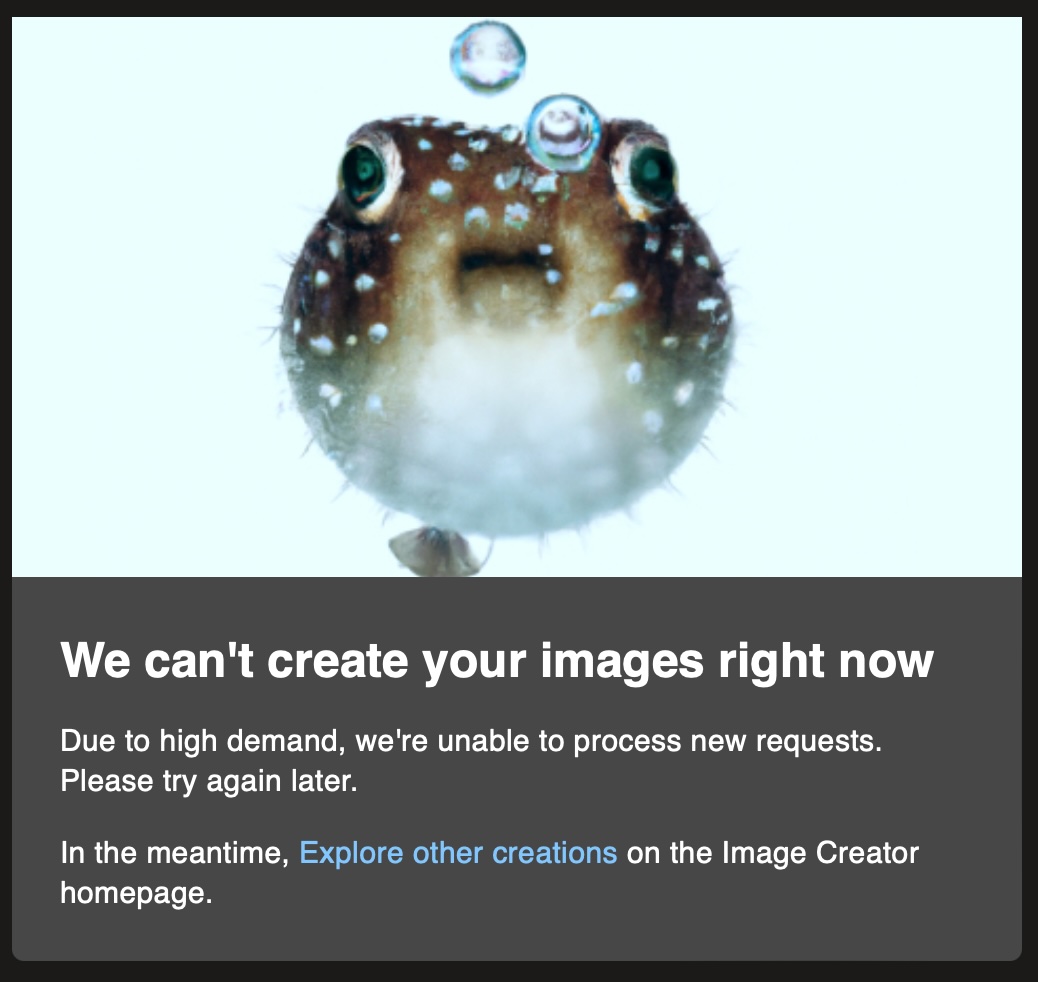 We can't create your images right now
Due to high demand, we're unable to process new requests.
Please try again later.
In the meantime, Explore other creations on the Image Creator
homepage.